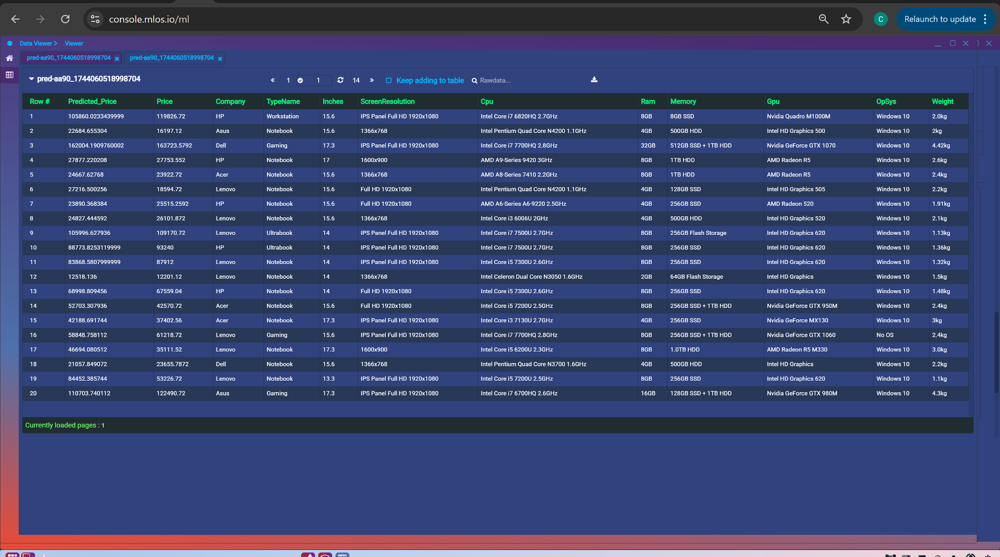 console.mlos.io/ml
C
Relaunch to update
Data Viewer
Viewer
pred-aa90_1744060518998704
pred-aa90_1744060518998704
pred-aa90_1744060518998704
1 1 14 Keep adding to table Rawdata...
Row # Predicted_Price Price Company TypeName Inches ScreenResolution Cpu Ram Memory Gpu OpSys Weight
1 105860.0233439999 119826.72 HP Workstation 15.6 IPS Panel Full HD 1920x1080 Intel Core i7 6820HQ 2.7GHz 8GB 8GB SSD Nvidia Quadro M1000M Windows 10 2.0kg
2 22684.655304 16197.12 Asus Notebook 15.6 1366x768 Intel Pentium Quad Core N4200 1.1GHz 4GB 500GB HDD Intel HD Graphics 500 Windows 10 2kg
3 162004.1909760002 163723.5792 Dell Gaming 17.3 IPS Panel Full HD 1920x1080 Intel Core i7 7700HQ 2.8GHz 32GB 512GB SSD + 1TB HDD Nvidia GeForce GTX 1070 Windows 10 4.42kg
4 27877.220208 27753.552 HP Notebook 17 1600x900 AMD A9-Series 9420 3GHz 8GB 1TB HDD AMD Radeon R5 Windows 10 2.6kg
5 24667.62768 23922.72 Acer Notebook 15.6 1366x768 AMD A8-Series 7410 2.2GHz 8GB 1TB HDD AMD Radeon R5 Windows 10 2.4kg
6 27216.500256 18594.72 Lenovo Notebook 15.6 Full HD 1920x1080 Intel Pentium Quad Core N4200 1.1GHz 4GB 128GB SSD Intel HD Graphics 505 Windows 10 2.2kg
7 23890.368384 25515.2592 HP Notebook 15.6 Full HD 1920x1080 AMD A6-Series A6-9220 2.5GHz 4GB 256GB SSD AMD Radeon 520 Windows 10 1.91kg
8 24827.444592 26101.872 Lenovo Notebook 15.6 1366x768 Intel Core i3 6006U 2GHz 4GB 500GB HDD Intel HD Graphics 520 Windows 10 2.1kg
9 105996.627936 109170.72 Lenovo Ultrabook 14 IPS Panel Full HD 1920x1080 Intel Core i7 7500U 2.7GHz 8GB 256GB Flash Storage Intel HD Graphics 620 Windows 10 1.13kg
10 88773.8253119999 93240 HP Ultrabook 14 IPS Panel Full HD 1920x1080 Intel Core i7 7500U 2.7GHz 8GB 256GB SSD Intel HD Graphics 620 Windows 10 1.36kg
11 83868.5807999999 87912 Lenovo Notebook 14 IPS Panel Full HD 1920x1080 Intel Core i5 7300U 2.6GHz 8GB 256GB SSD Intel HD Graphics 620 Windows 10 1.32kg
12 12518.136 12201.12 Lenovo Notebook 14 1366x768 Intel Celeron Dual Core N3050 1.6GHz 2GB 64GB Flash Storage Intel HD Graphics Windows 10 1.5kg
13 68998.809456 67559.04 HP Notebook 14 Full HD 1920x1080 Intel Core i5 7300U 2.6GHz 8GB 256GB SSD Intel HD Graphics 620 Windows 10 1.48kg
14 52703.307936 42570.72 Acer Notebook 15.6 Full HD 1920x1080 Intel Core i5 7200U 2.5GHz 8GB 256GB SSD + 1TB HDD Nvidia GeForce GTX 950M Windows 10 2.4kg
15 42188.691744 37402.56 Acer Notebook 17.3 IPS Panel Full HD 1920x1080 Intel Core i3 7130U 2.7GHz 4GB 256GB SSD Nvidia GeForce MX130 Windows 10 3kg
16 58848.758112 61218.72 Lenovo Gaming 15.6 IPS Panel Full HD 1920x1080 Intel Core i7 7700HQ 2.8GHz 8GB 256GB SSD + 1TB HDD Nvidia GeForce GTX 1060 No OS 2.4kg
17 46694.080512 35111.52 Lenovo Notebook 17.3 1600x900 Intel Core i5 6200U 2.3GHz 8GB 1.0TB HDD AMD Radeon R5 M330 Windows 10 3.0kg
18 21057.849072 23655.7872 Dell Notebook 15.6 1366x768 Intel Pentium Quad Core N3700 1.6GHz 4GB 500GB HDD Intel HD Graphics Windows 10 2.2kg
19 84452.385744 53226.72 Lenovo Notebook 13.3 IPS Panel Full HD 1920x1080 Intel Core i5 7200U 2.5GHz 8GB 256GB SSD Intel HD Graphics 620 Windows 10 1.1kg
20 110703.740112 122490.72 Asus Gaming 17.3 IPS Panel Full HD 1920x1080 Intel Core i7 6700HQ 2.6GHz 16GB 128GB SSD + 1TB HDD Nvidia GeForce GTX 980M Windows 10 4.3kg
Currently loaded pages : 1